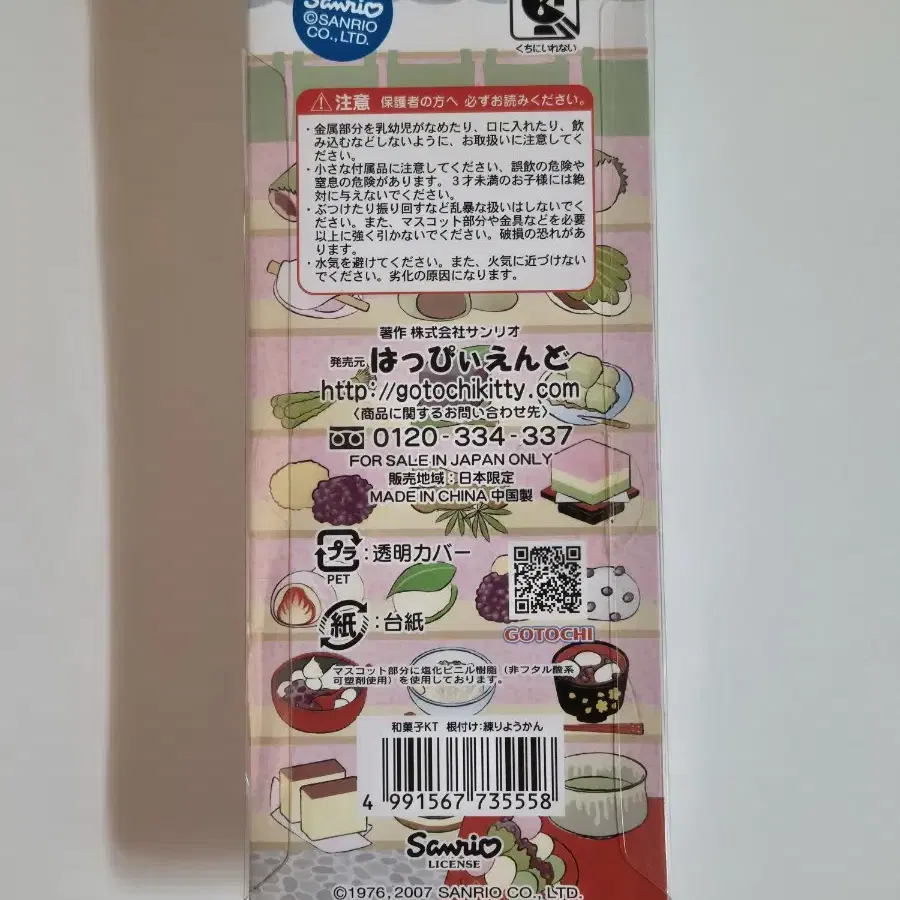 Sanrio
©SANRIO
CO., LTD.
くちにいれない
注意 保護者の方へ 必ずお読みください。
・金属部分を乳幼児がなめたり、口に入れたり、飲
み込むなどしないように、お取扱いに注意してく
ださい。
・小さな付属品に注意してください、誤飲の危険や
窒息の危険があります。３才未満のお子様には絶
対に与えないでください。
・ぶつけたり振り回すなど乱暴な扱いはしないでく
ださい。また、マスコット部分や金具などを必要
以上に強く引かないでください。破損の恐れがあ
ります。
・水気を避けてください。また、火気に近づけない
でください。劣化の原因になります。
著作 株式会社サンリオ
発売元 はっぴぃえんど
http://gotochikitty.com
〈商品に関するお問い合わせ先〉
0120-334-337
FOR SALE IN JAPAN ONLY
販売地域：日本限定
MADE IN CHINA 中国製
プラ：透明カバー
PET
紙：台紙
GOTOCHI
マスコット部分に塩化ビニル樹脂（非フタル酸系
可塑剤使用）を使用しております。
和菓子KT 根付け：練りようかん
4 991567 735558
Sanrio
LICENSE
©1976, 2007 SANRIO CO., LTD.